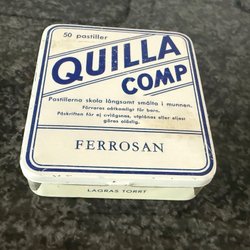 50 pastiller
QUILLA
COMP
Pastillerna skola långsamt smälta i munnen.
Förvaras oåtkomligt för barn.
Påskriften får ej avlägsnas, utplånas eller eljest
göras oläslig.
FERROSAN
LAGRAS TORRT